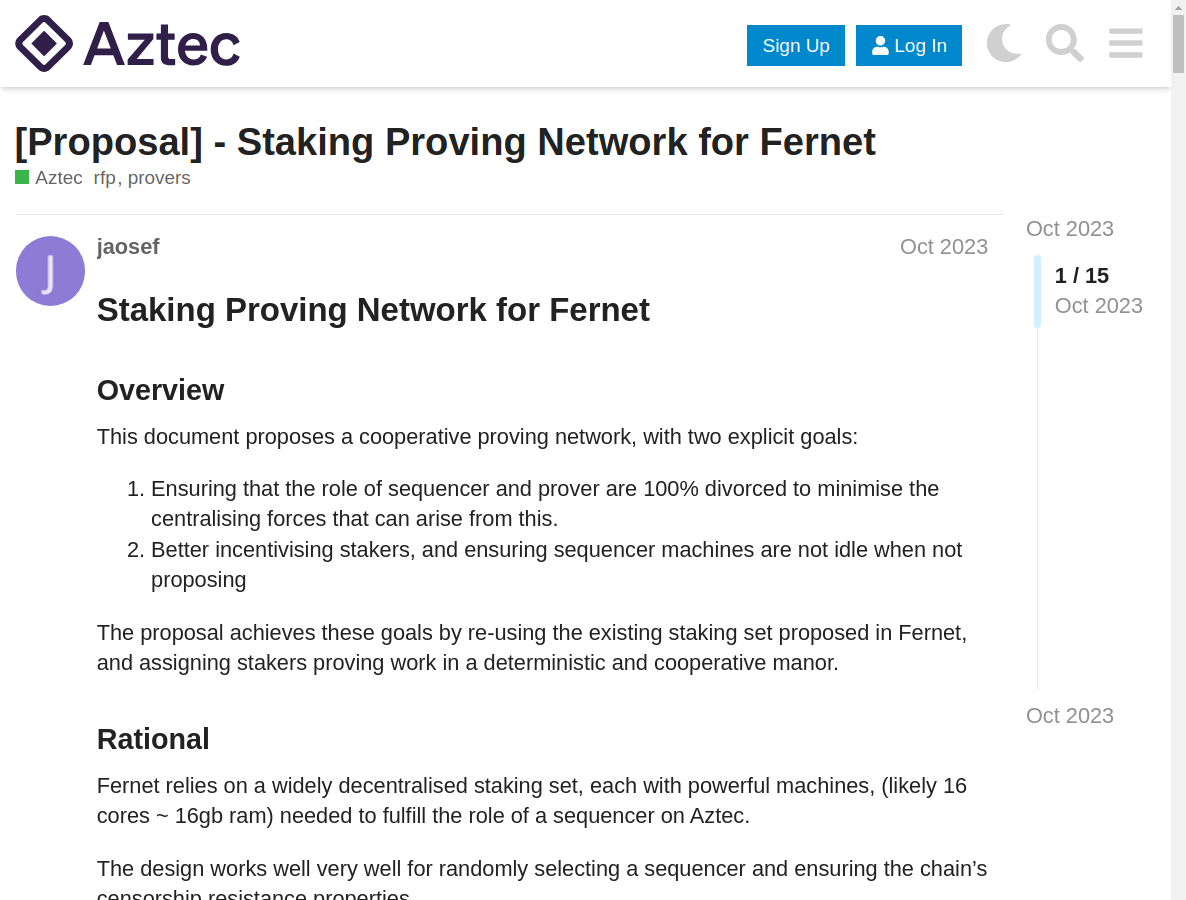 Aztec
Sign Up
Log In
[Proposal] - Staking Proving Network for Fernet
Aztec rfp, provers
Oct 2023
J
jaosef
Oct 2023
1 / 15
Oct 2023
Staking Proving Network for Fernet
Overview
This document proposes a cooperative proving network, with two explicit goals:
1. Ensuring that the role of sequencer and prover are 100% divorced to minimise the
centralising forces that can arise from this.
2. Better incentivising stakers, and ensuring sequencer machines are not idle when not
proposing
The proposal achieves these goals by re-using the existing staking set proposed in Fernet,
and assigning stakers proving work in a deterministic and cooperative manor.
Oct 2023
Rational
Fernet relies on a widely decentralised staking set, each with powerful machines, (likely 16
cores ~ 16gb ram) needed to fulfill the role of a sequencer on Aztec.
The design works well very well for randomly selecting a sequencer and ensuring the chain’s
censorship resistance properties.